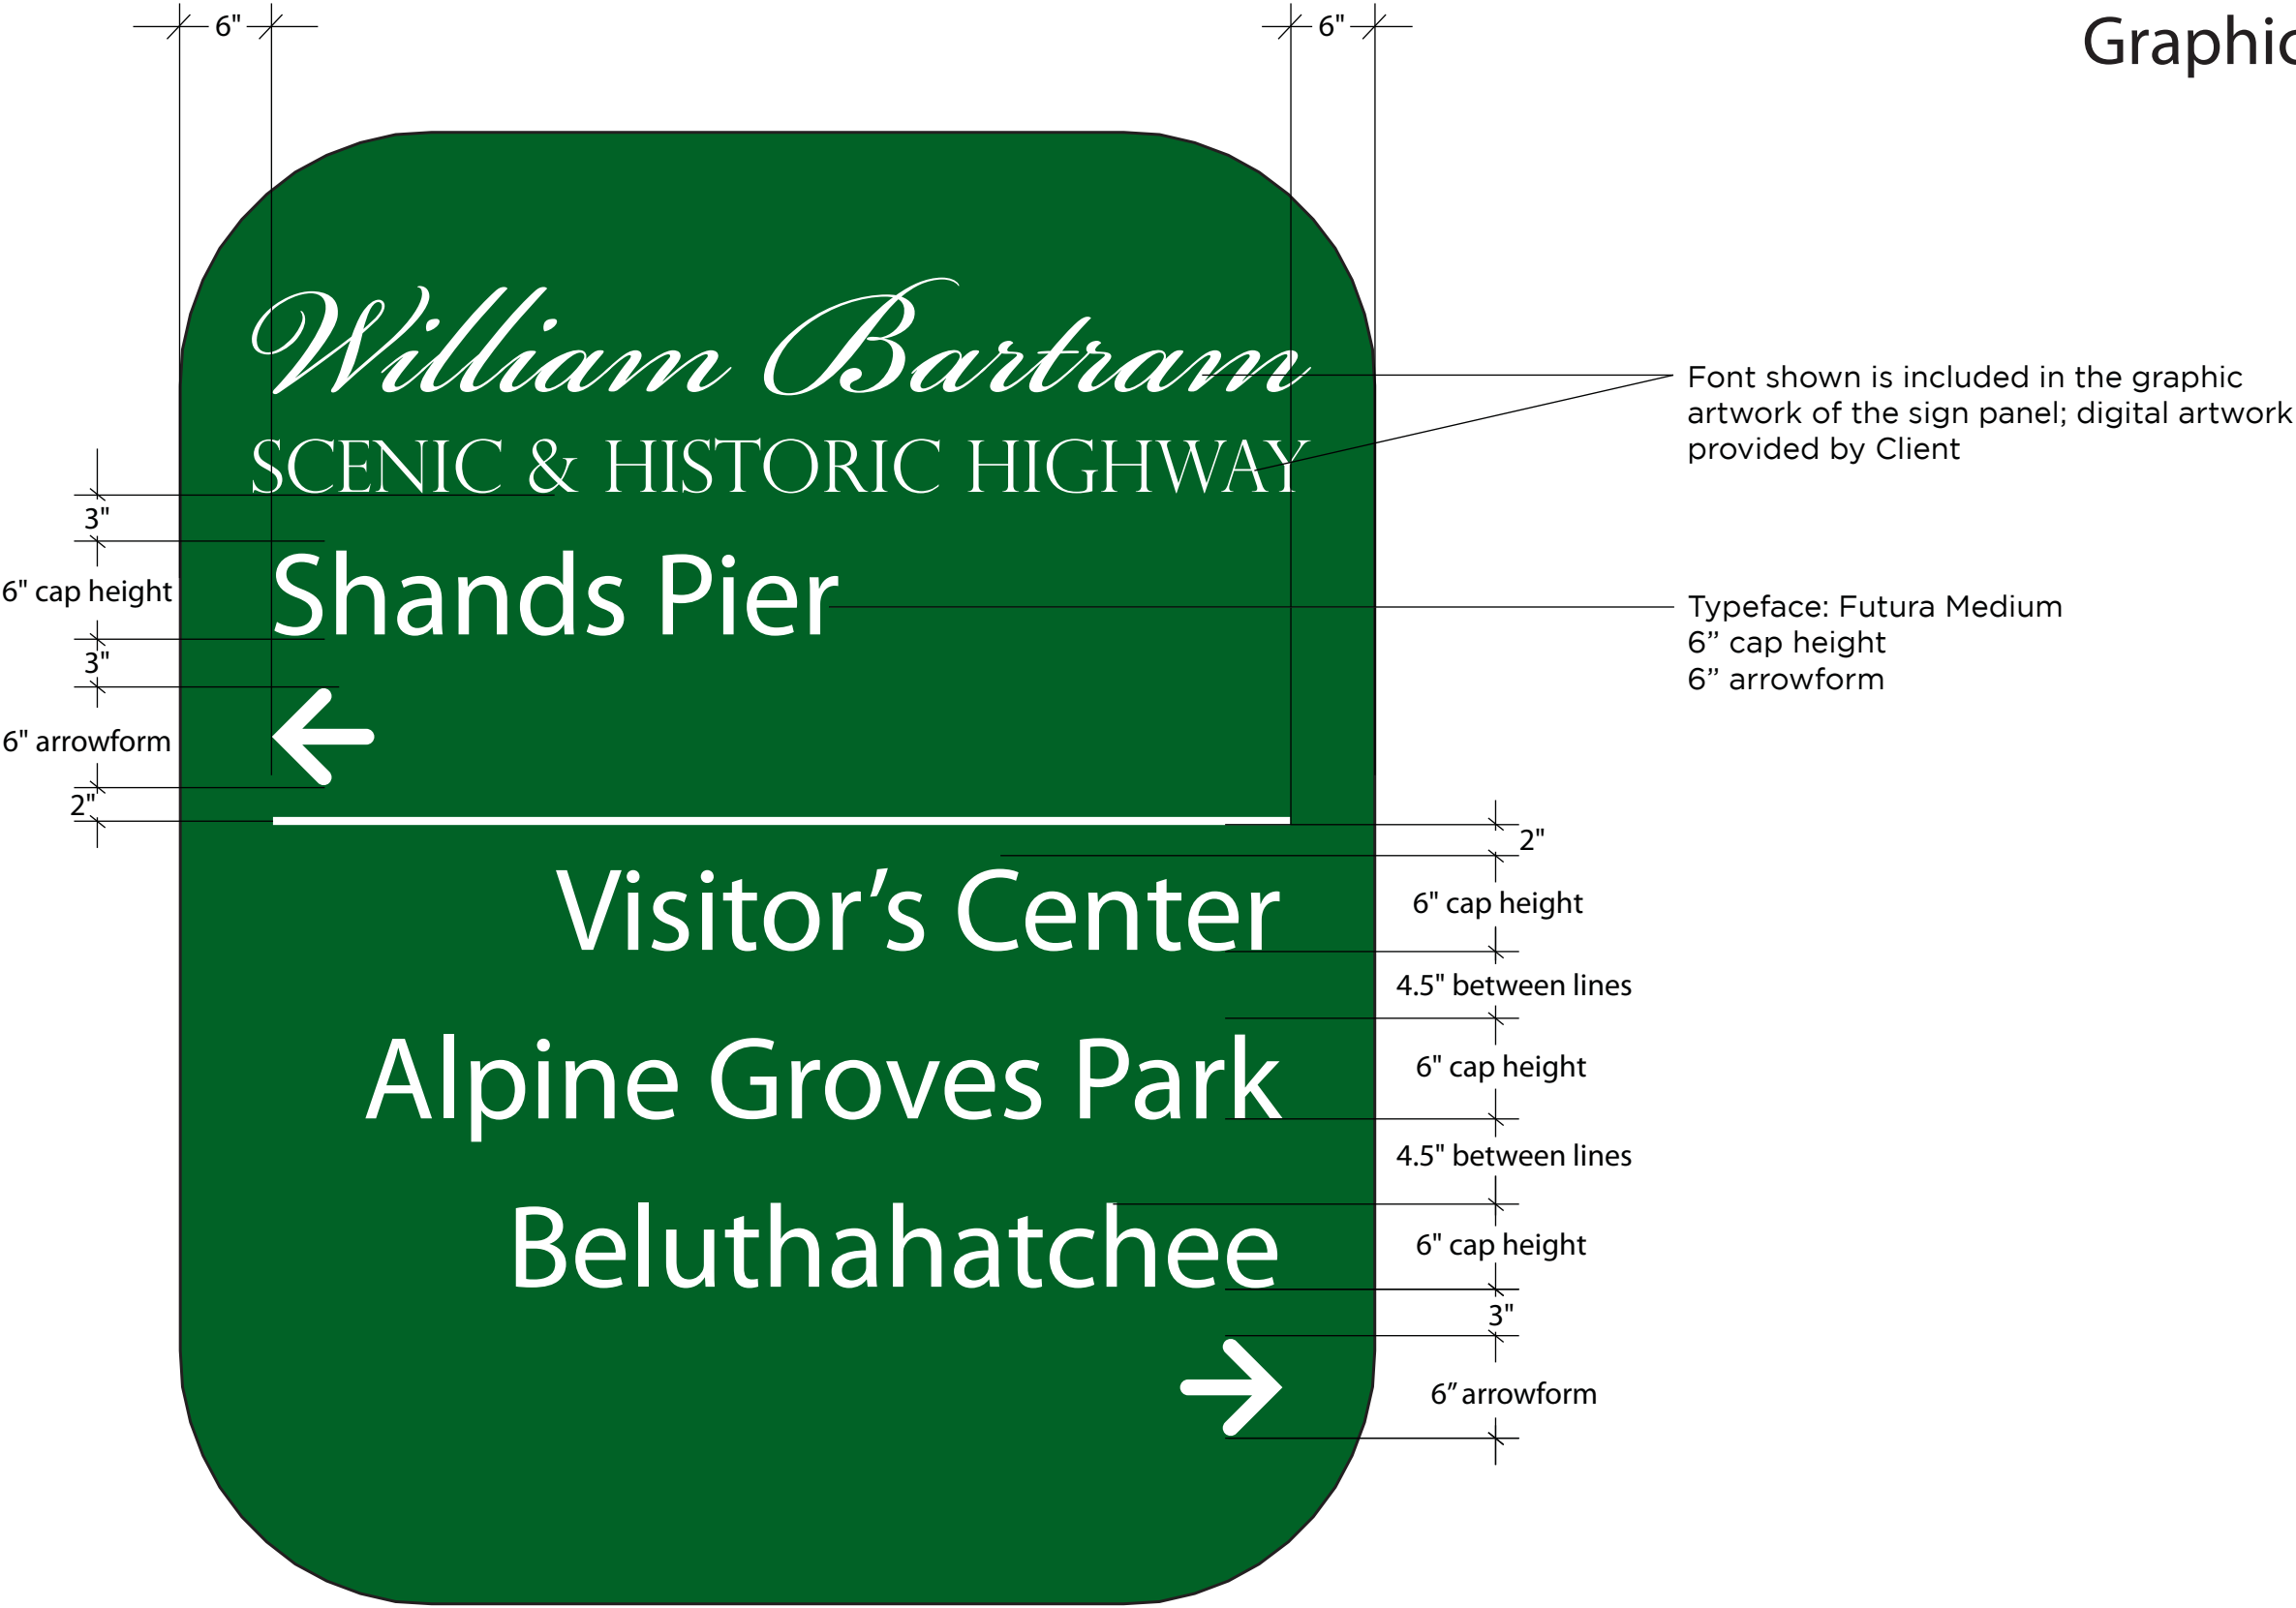 6" 6"
Graphic
William Bartram
SCENIC & HISTORIC HIGHWAY
Font shown is included in the graphic
artwork of the sign panel; digital artwork
provided by Client
3"
Shands Pier
6" cap height
Typeface: Futura Medium
6” cap height
6” arrowform
3"
6" arrowform
2"
2"
Visitor’s Center
6" cap height
4.5" between lines
Alpine Groves Park
6" cap height
4.5" between lines
Beluthahatchee
6" cap height
3"
6” arrowform